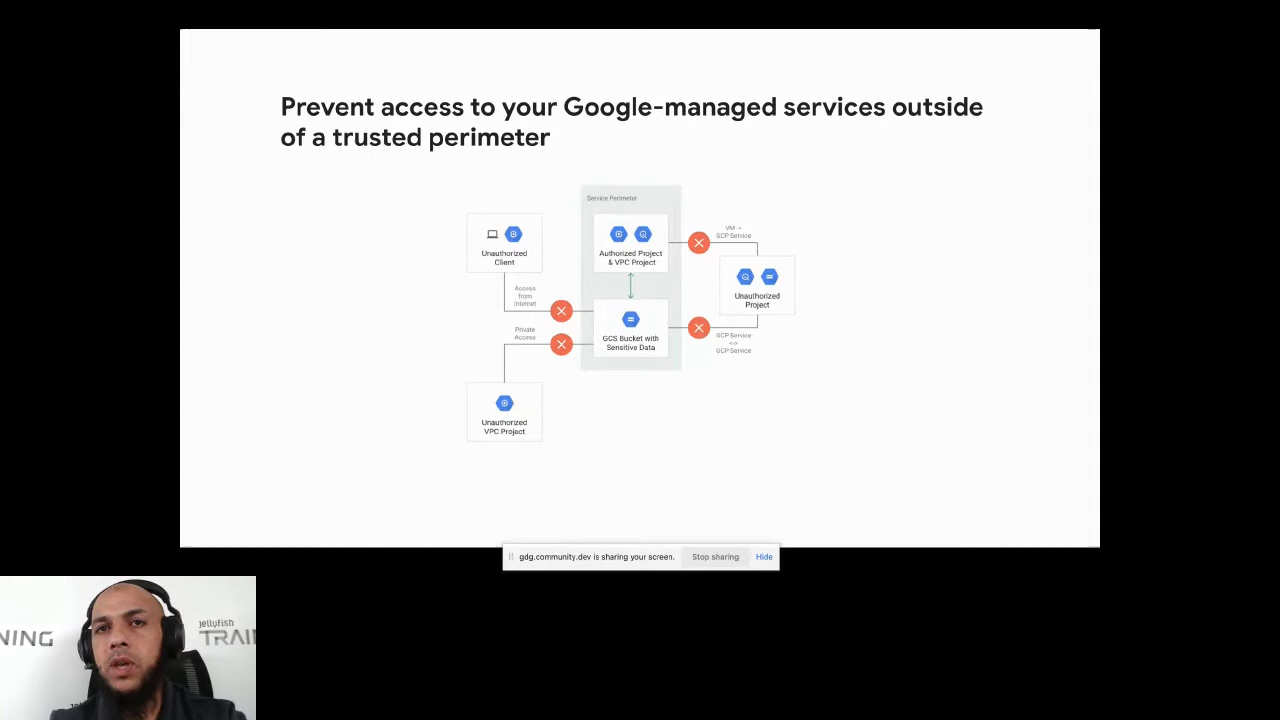 Prevent access to your Google-managed services outside
of a trusted perimeter
Service Perimeter
Unauthorized
Client
Authorized Project
& VPC Project
VM ->
GCP Service
Unauthorized
Project
Access
from
Internet
GCS Bucket with
Sensitive Data
Private
Access
GCP Service
<->
GCP Service
Unauthorized
VPC Project
gdg.community.dev is sharing your screen.
Stop sharing
Hide
NING
jellyfish
TRAI